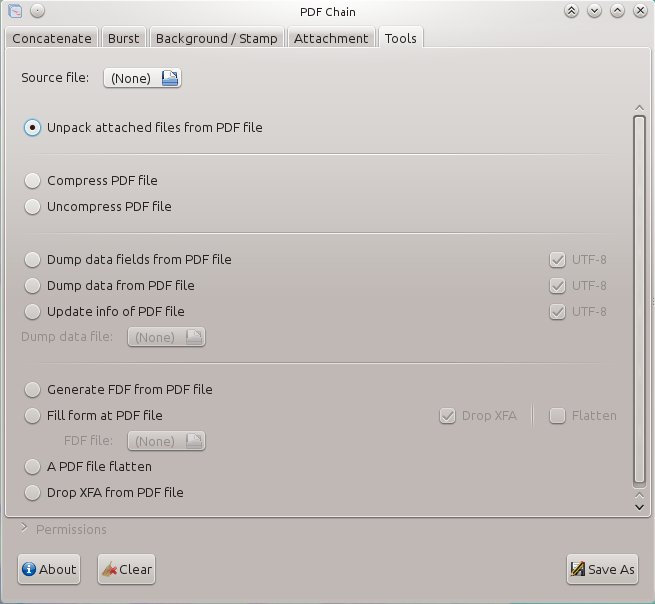 PDF Chain
Concatenate Burst Background / Stamp Attachment Tools
Source file: (None)
Unpack attached files from PDF file
Compress PDF file
Uncompress PDF file
Dump data fields from PDF file UTF-8
Dump data from PDF file UTF-8
Update info of PDF file UTF-8
Dump data file: (None)
Generate FDF from PDF file
Fill form at PDF file Drop XFA Flatten
FDF file: (None)
A PDF file flatten
Drop XFA from PDF file
Permissions
About Clear Save As